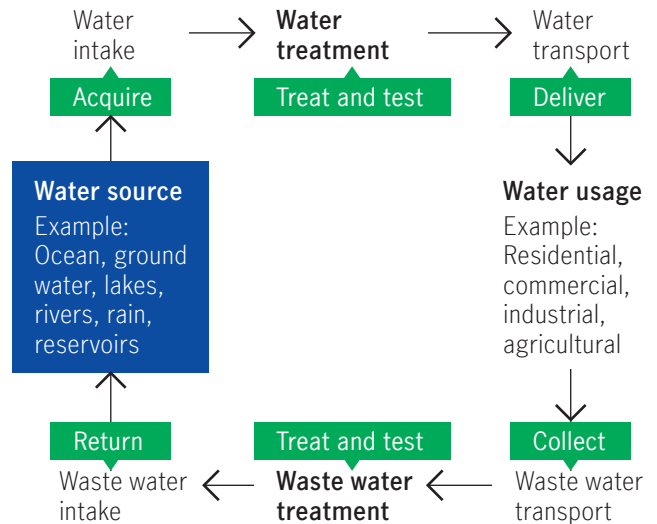 Water
intake
Water
treatment
Water
transport
Acquire
Treat and test
Deliver
Water source
Example:
Ocean, ground
water, lakes,
rivers, rain,
reservoirs
Water usage
Example:
Residential,
commercial,
industrial,
agricultural
Return
Treat and test
Collect
Waste water
intake
Waste water
treatment
Waste water
transport